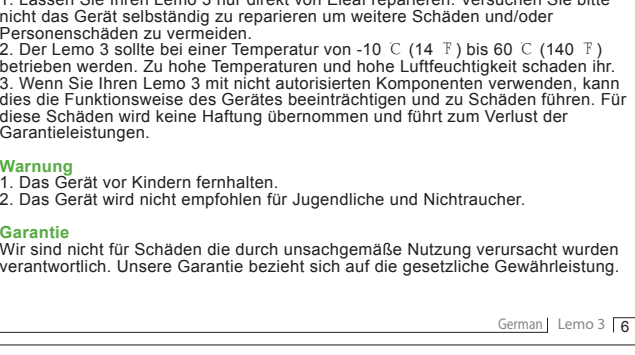 1. Lassen Sie Ihren Lemo 3 nur direkt von Eleaf reparieren. Versuchen Sie bitte
nicht das Gerät selbständig zu reparieren um weitere Schäden und/oder
Personenschäden zu vermeiden.
2. Der Lemo 3 sollte bei einer Temperatur von -10 ℃ (14 ℉) bis 60 ℃ (140 ℉)
betrieben werden. Zu hohe Temperaturen und hohe Luftfeuchtigkeit schaden ihr.
3. Wenn Sie Ihren Lemo 3 mit nicht autorisierten Komponenten verwenden, kann
dies die Funktionsweise des Gerätes beeinträchtigen und zu Schäden führen. Für
diese Schäden wird keine Haftung übernommen und führt zum Verlust der
Garantieleistungen.
Warnung
1. Das Gerät vor Kindern fernhalten.
2. Das Gerät wird nicht empfohlen für Jugendliche und Nichtraucher.
Garantie
Wir sind nicht für Schäden die durch unsachgemäße Nutzung verursacht wurden
verantwortlich. Unsere Garantie bezieht sich auf die gesetzliche Gewährleistung.
German Lemo 3 6